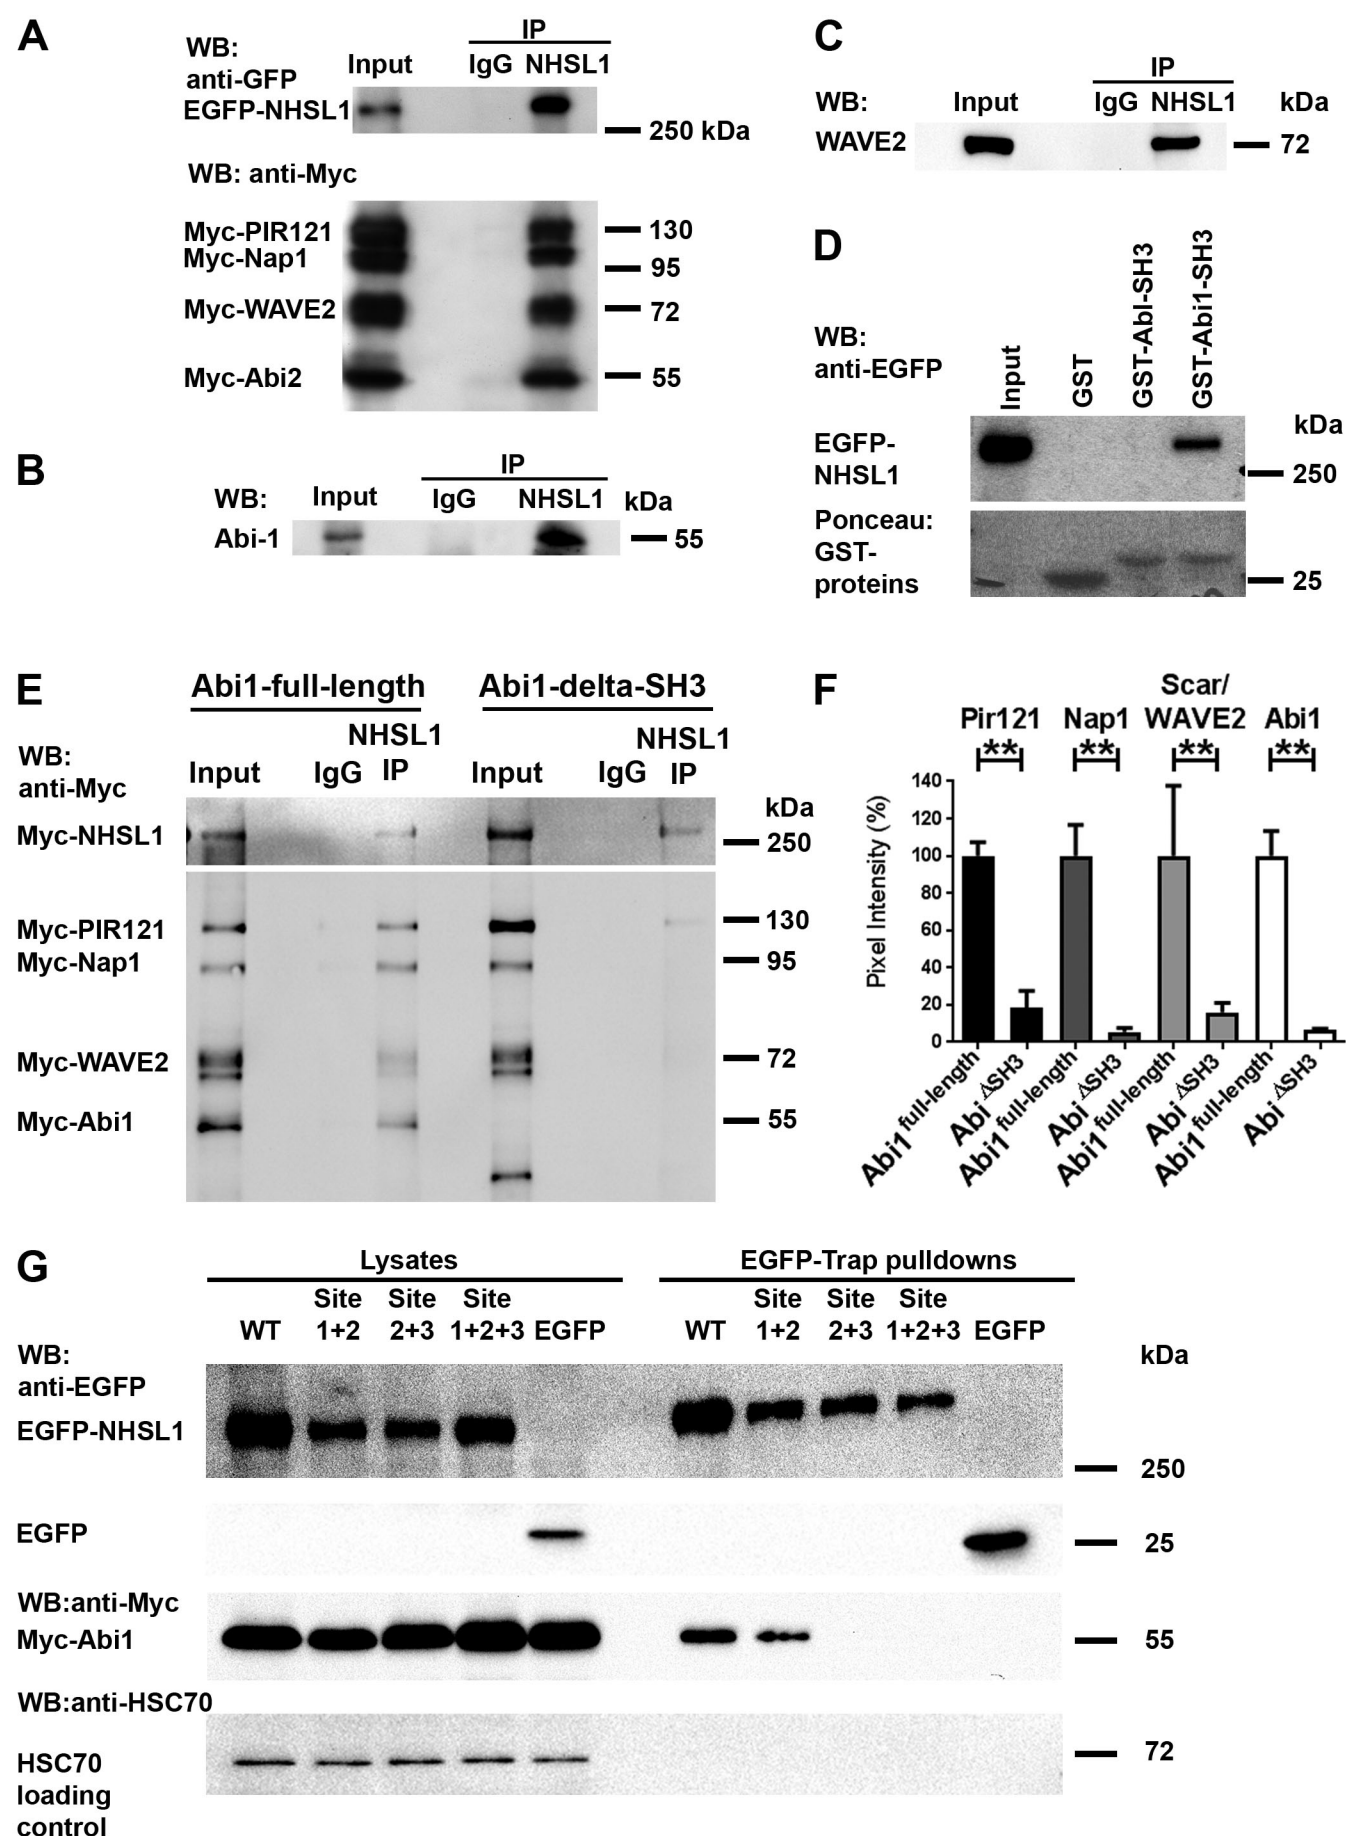 A
WB:
anti-GFP
Input
IP
IgG NHSL1
EGFP-NHSL1
250 kDa
WB: anti-Myc
Myc-PIR121
Myc-Nap1
Myc-WAVE2
Myc-Abi2
130
95
72
55
B
IP
WB: Input IgG NHSL1 kDa
Abi-1
55
C
IP
WB: Input IgG NHSL1 kDa
WAVE2
72
D
WB:
anti-EGFP
Input
GST
GST-Abl-SH3
GST-Abi1-SH3
kDa
EGFP-
NHSL1
250
Ponceau:
GST-
proteins
25
E
Abi1-full-length
Abi1-delta-SH3
WB:
anti-Myc
Input IgG NHSL1
IP
Input IgG NHSL1
IP
kDa
Myc-NHSL1
250
Myc-PIR121
130
Myc-Nap1
95
Myc-WAVE2
72
Myc-Abi1
55
F
Pir121 Nap1 Scar/
WAVE2 Abi1
** ** ** **
Pixel Intensity (%)
140
120
100
80
60
40
20
0
Abi1 full-length
Abi ΔSH3
Abi1 full-length
Abi ΔSH3
Abi1 full-length
Abi ΔSH3
Abi1 full-length
Abi ΔSH3
G
Lysates
EGFP-Trap pulldowns
WT Site
1+2 Site
2+3 Site
1+2+3 EGFP
WT Site
1+2 Site
2+3 Site
1+2+3 EGFP
WB:
anti-EGFP
kDa
EGFP-NHSL1
250
EGFP
25
WB:anti-Myc
Myc-Abi1
55
WB:anti-HSC70
72
HSC70
loading
control